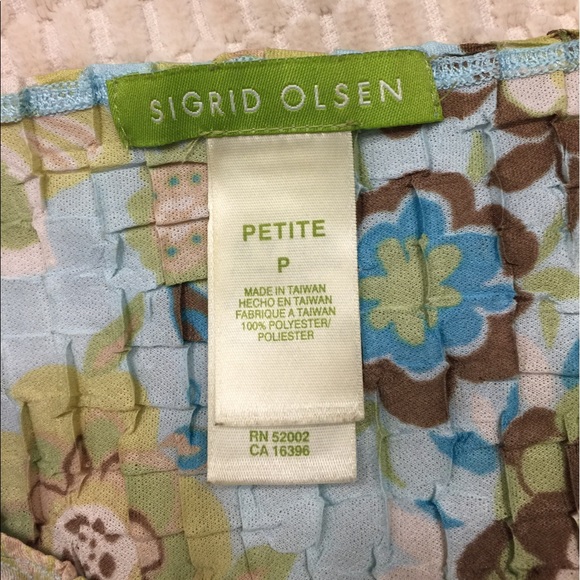 SIGRID OLSEN
PETITE
P
MADE IN TAIWAN
HECHO EN TAIWAN
FABRIQUE A TAIWAN
100% POLYESTER/
POLIESTER
RN 52002
CA 16396